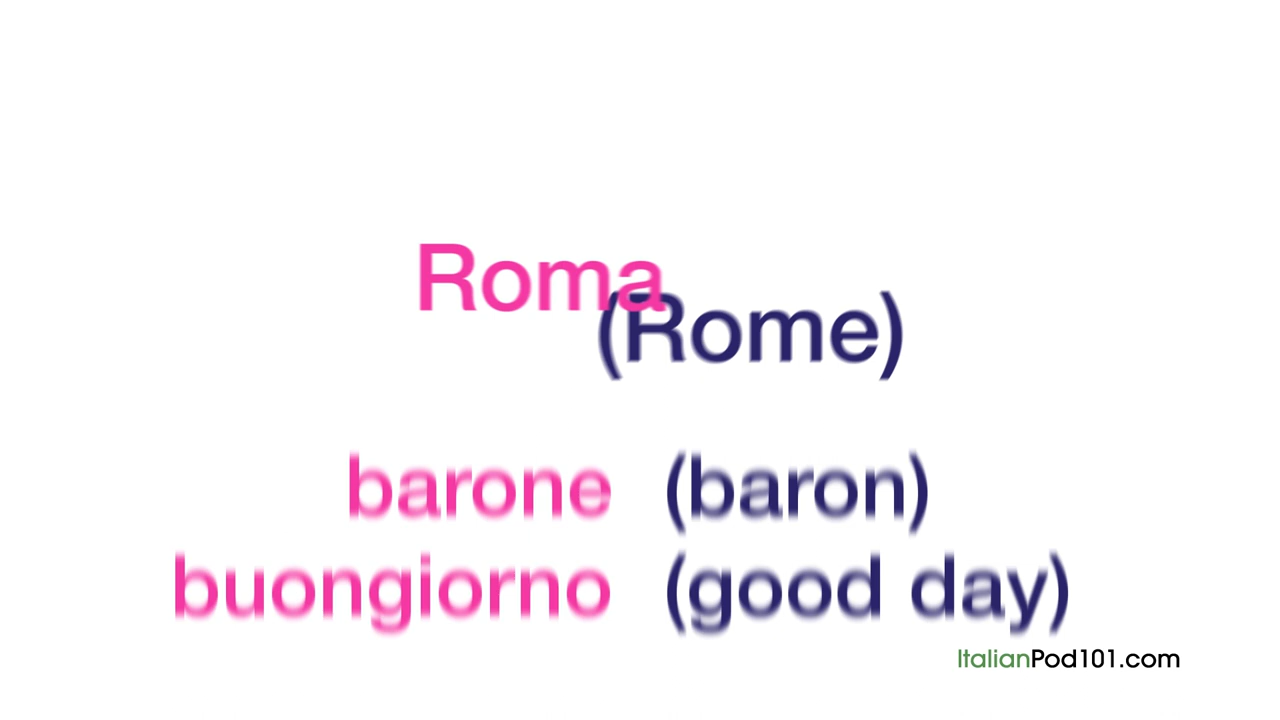 Roma
(Rome)
barone (baron)
buongiorno (good day)
ItalianPod101.com